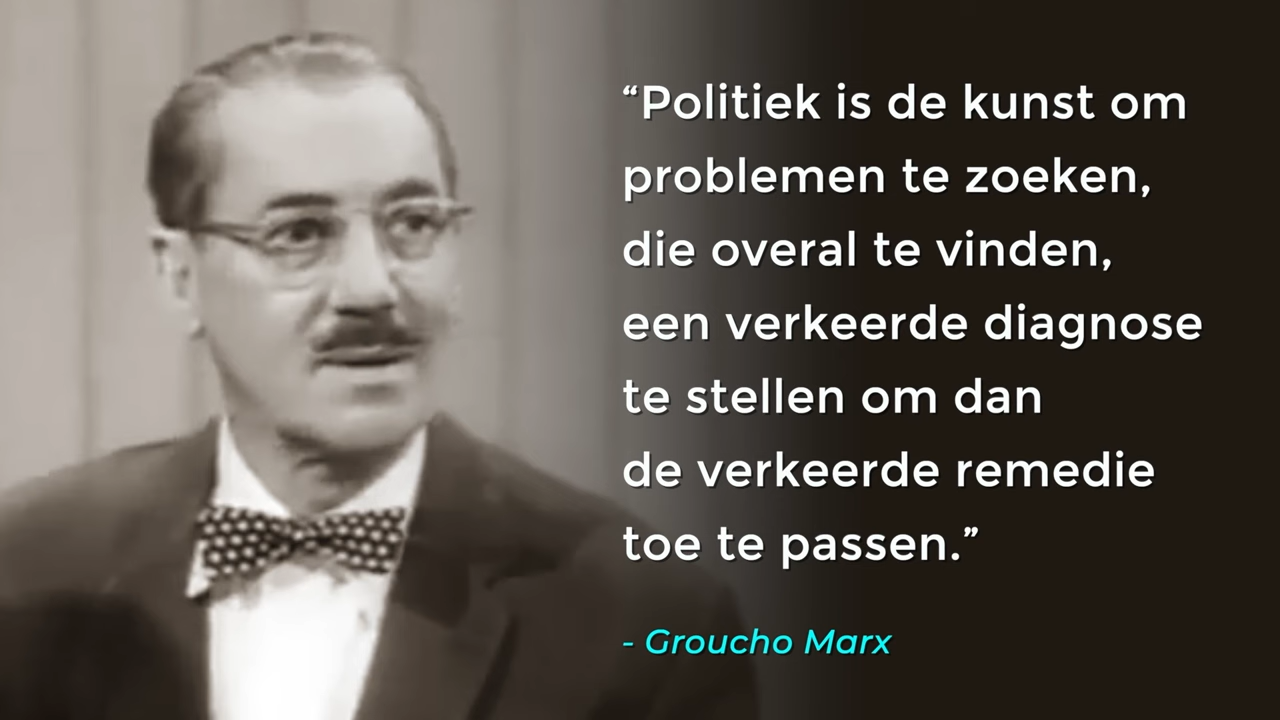 “Politiek is de kunst om
problemen te zoeken,
die overal te vinden,
een verkeerde diagnose
te stellen om dan
de verkeerde remedie
toe te passen.”
- Groucho Marx